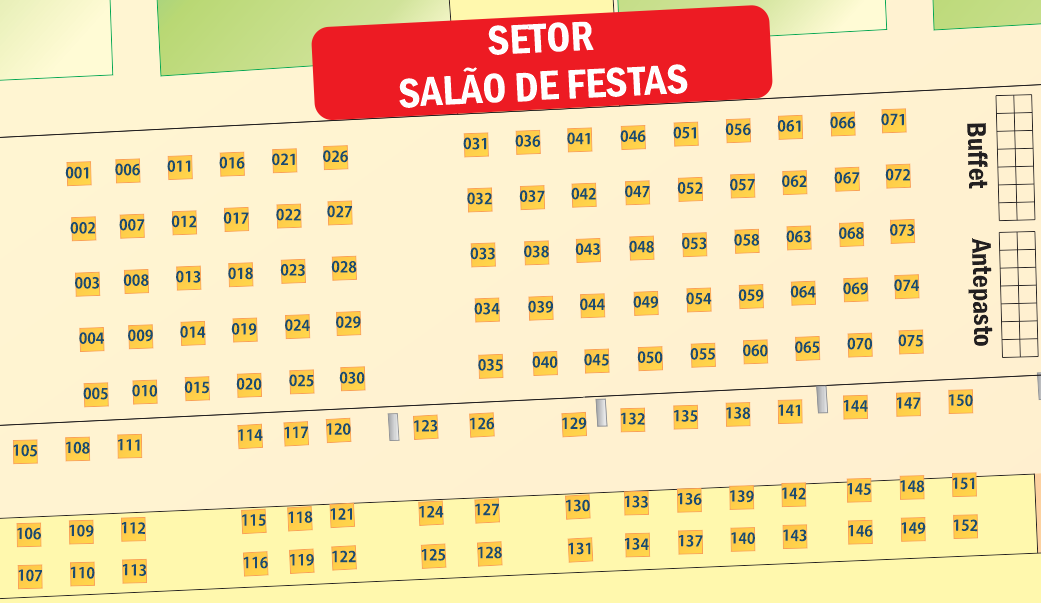 SETOR
SALÃO DE FESTAS
001 006 011 016 021 026 031 036 041 046 051 056 061 066 071
002 007 012 017 022 027 032 037 042 047 052 057 062 067 072
003 008 013 018 023 028 033 038 043 048 053 058 063 068 073
004 009 014 019 024 029 034 039 044 049 054 059 064 069 074
005 010 015 020 025 030 035 040 045 050 055 060 065 070 075
Buffet
Antepasto
105 108 111 114 117 120 123 126 129 132 135 138 141 144 147 150
106 109 112 115 118 121 124 127 130 133 136 139 142 145 148 151
107 110 113 116 119 122 125 128 131 134 137 140 143 146 149 152